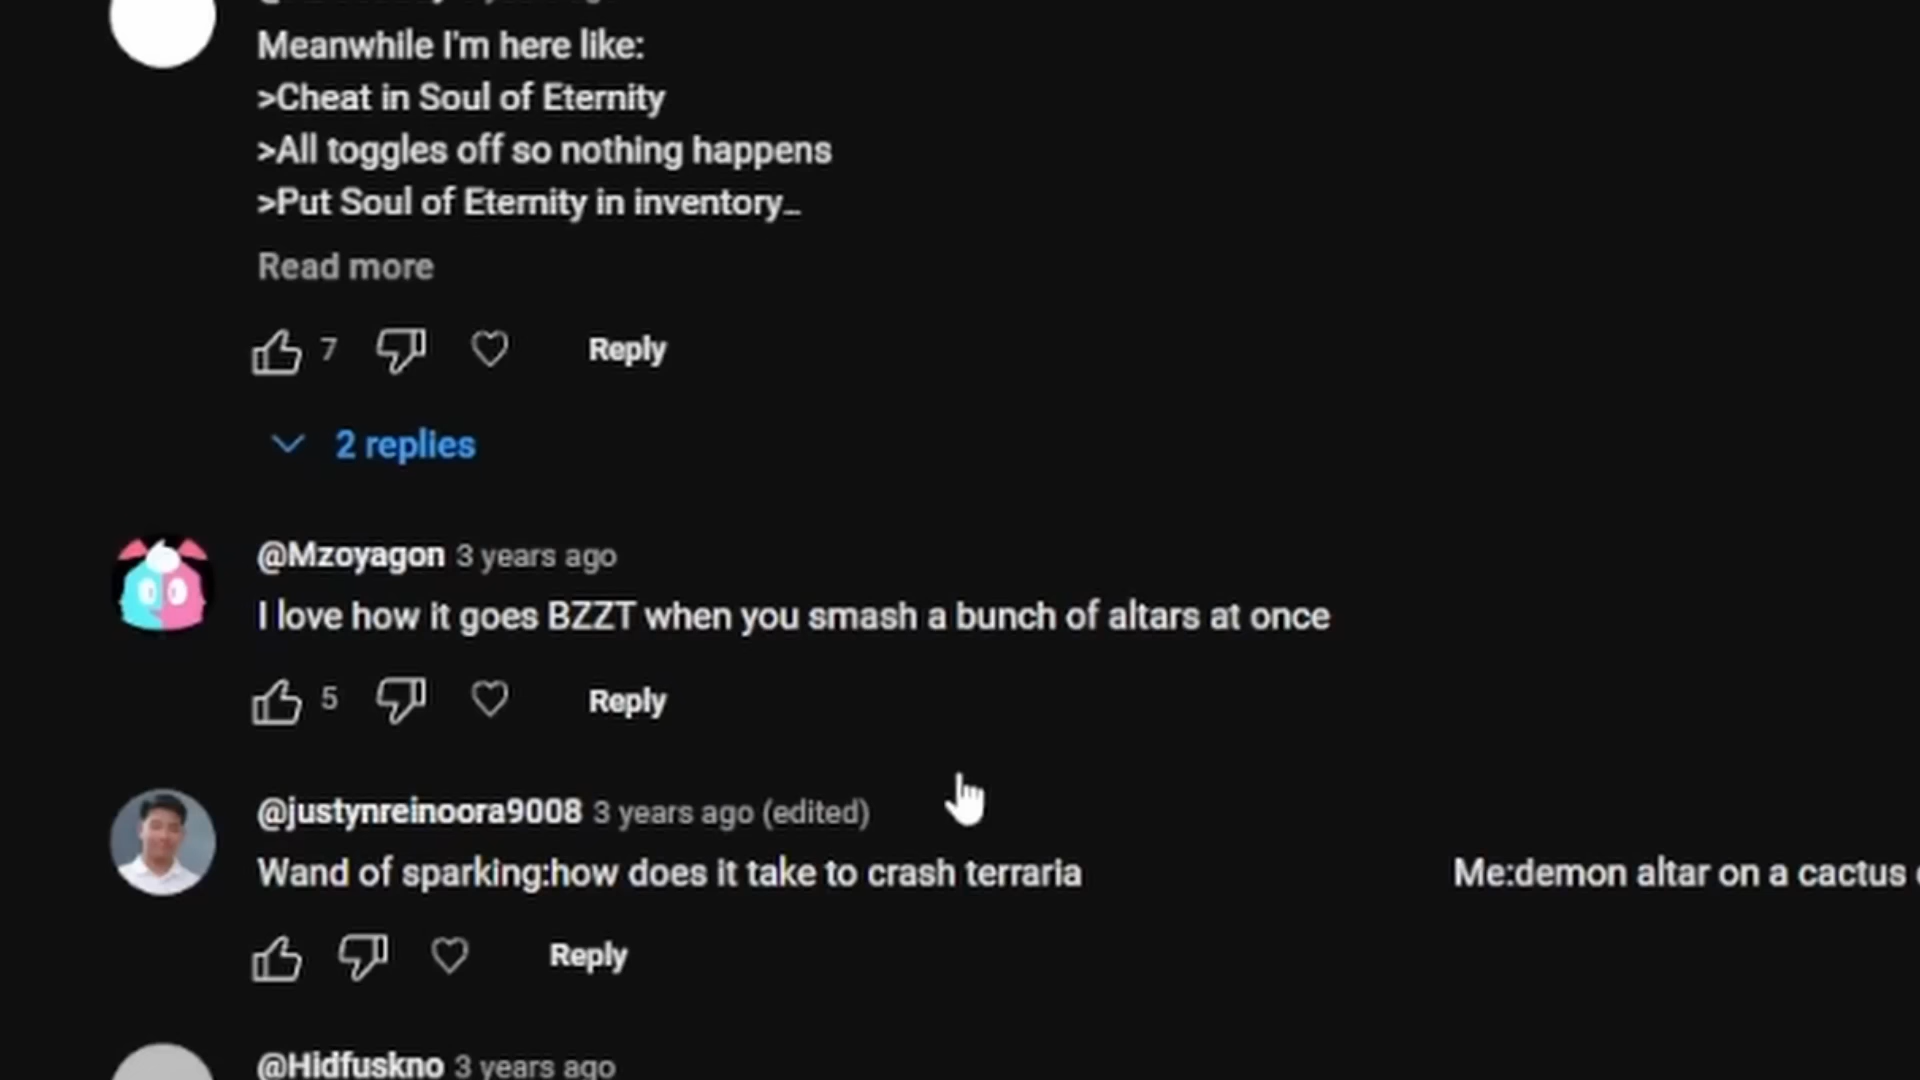 Meanwhile I'm here like:
>Cheat in Soul of Eternity
>All toggles off so nothing happens
>Put Soul of Eternity in inventory…
Read more
7 Reply
2 replies
@Mzoyagon 3 years ago
I love how it goes BZZT when you smash a bunch of altars at once
5 Reply
@justynreinoora9008 3 years ago (edited)
Wand of sparking:how does it take to crash terraria Me:demon altar on a cactus
Reply
@Hidfuskno 3 years ago